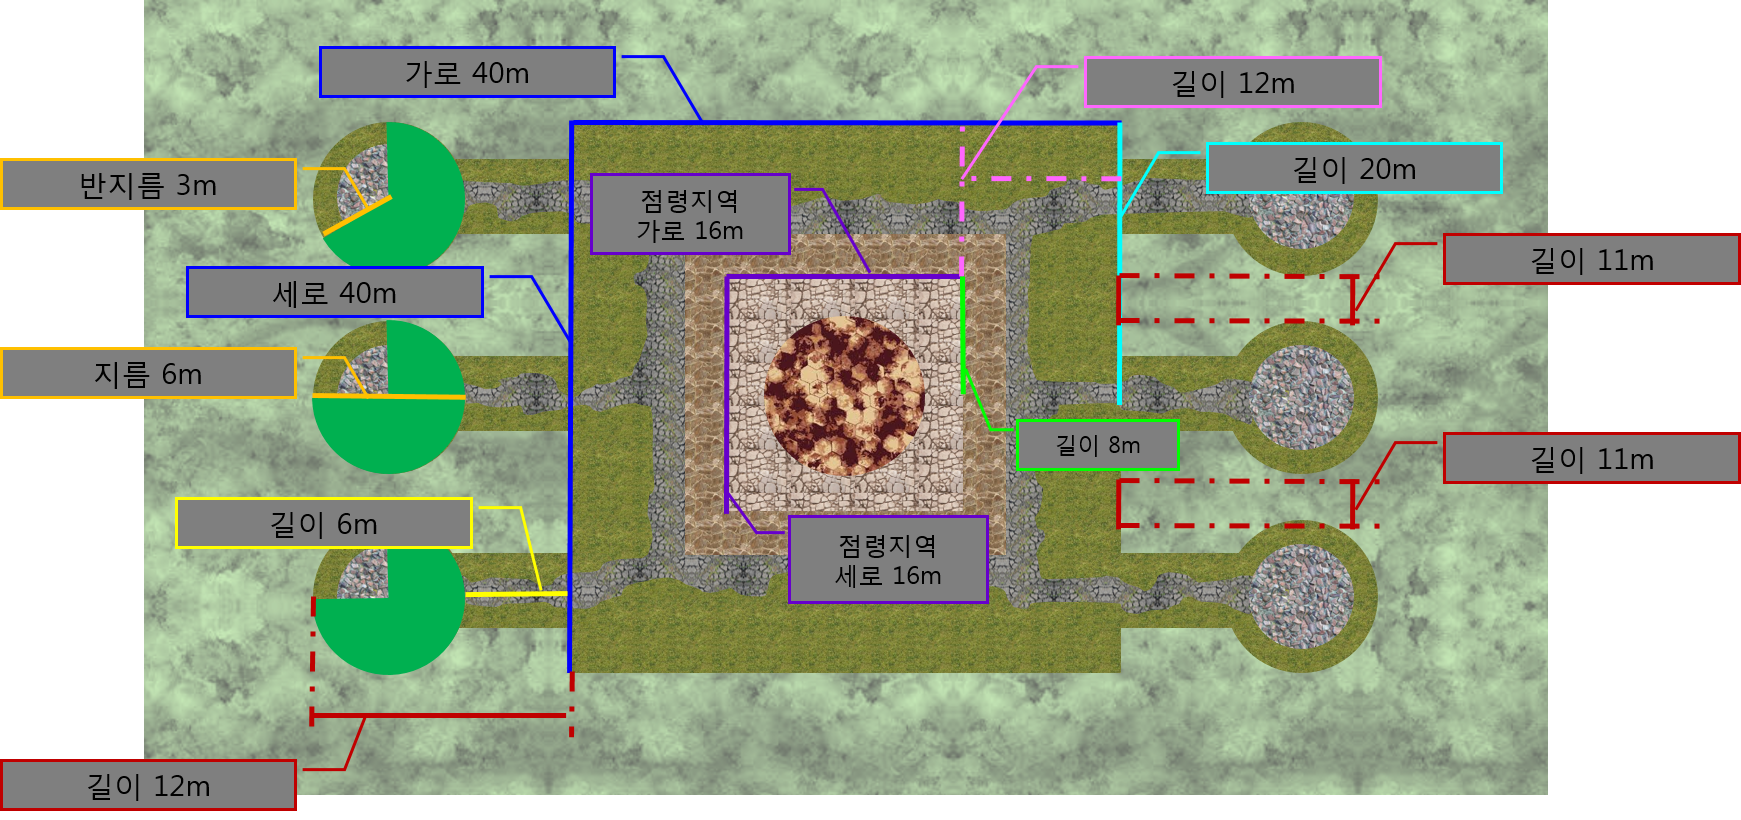 가로 40m
길이 12m
길이 20m
반지름 3m
점령지역
가로 16m
길이 11m
세로 40m
지름 6m
길이 8m
길이 11m
길이 6m
점령지역
세로 16m
길이 12m